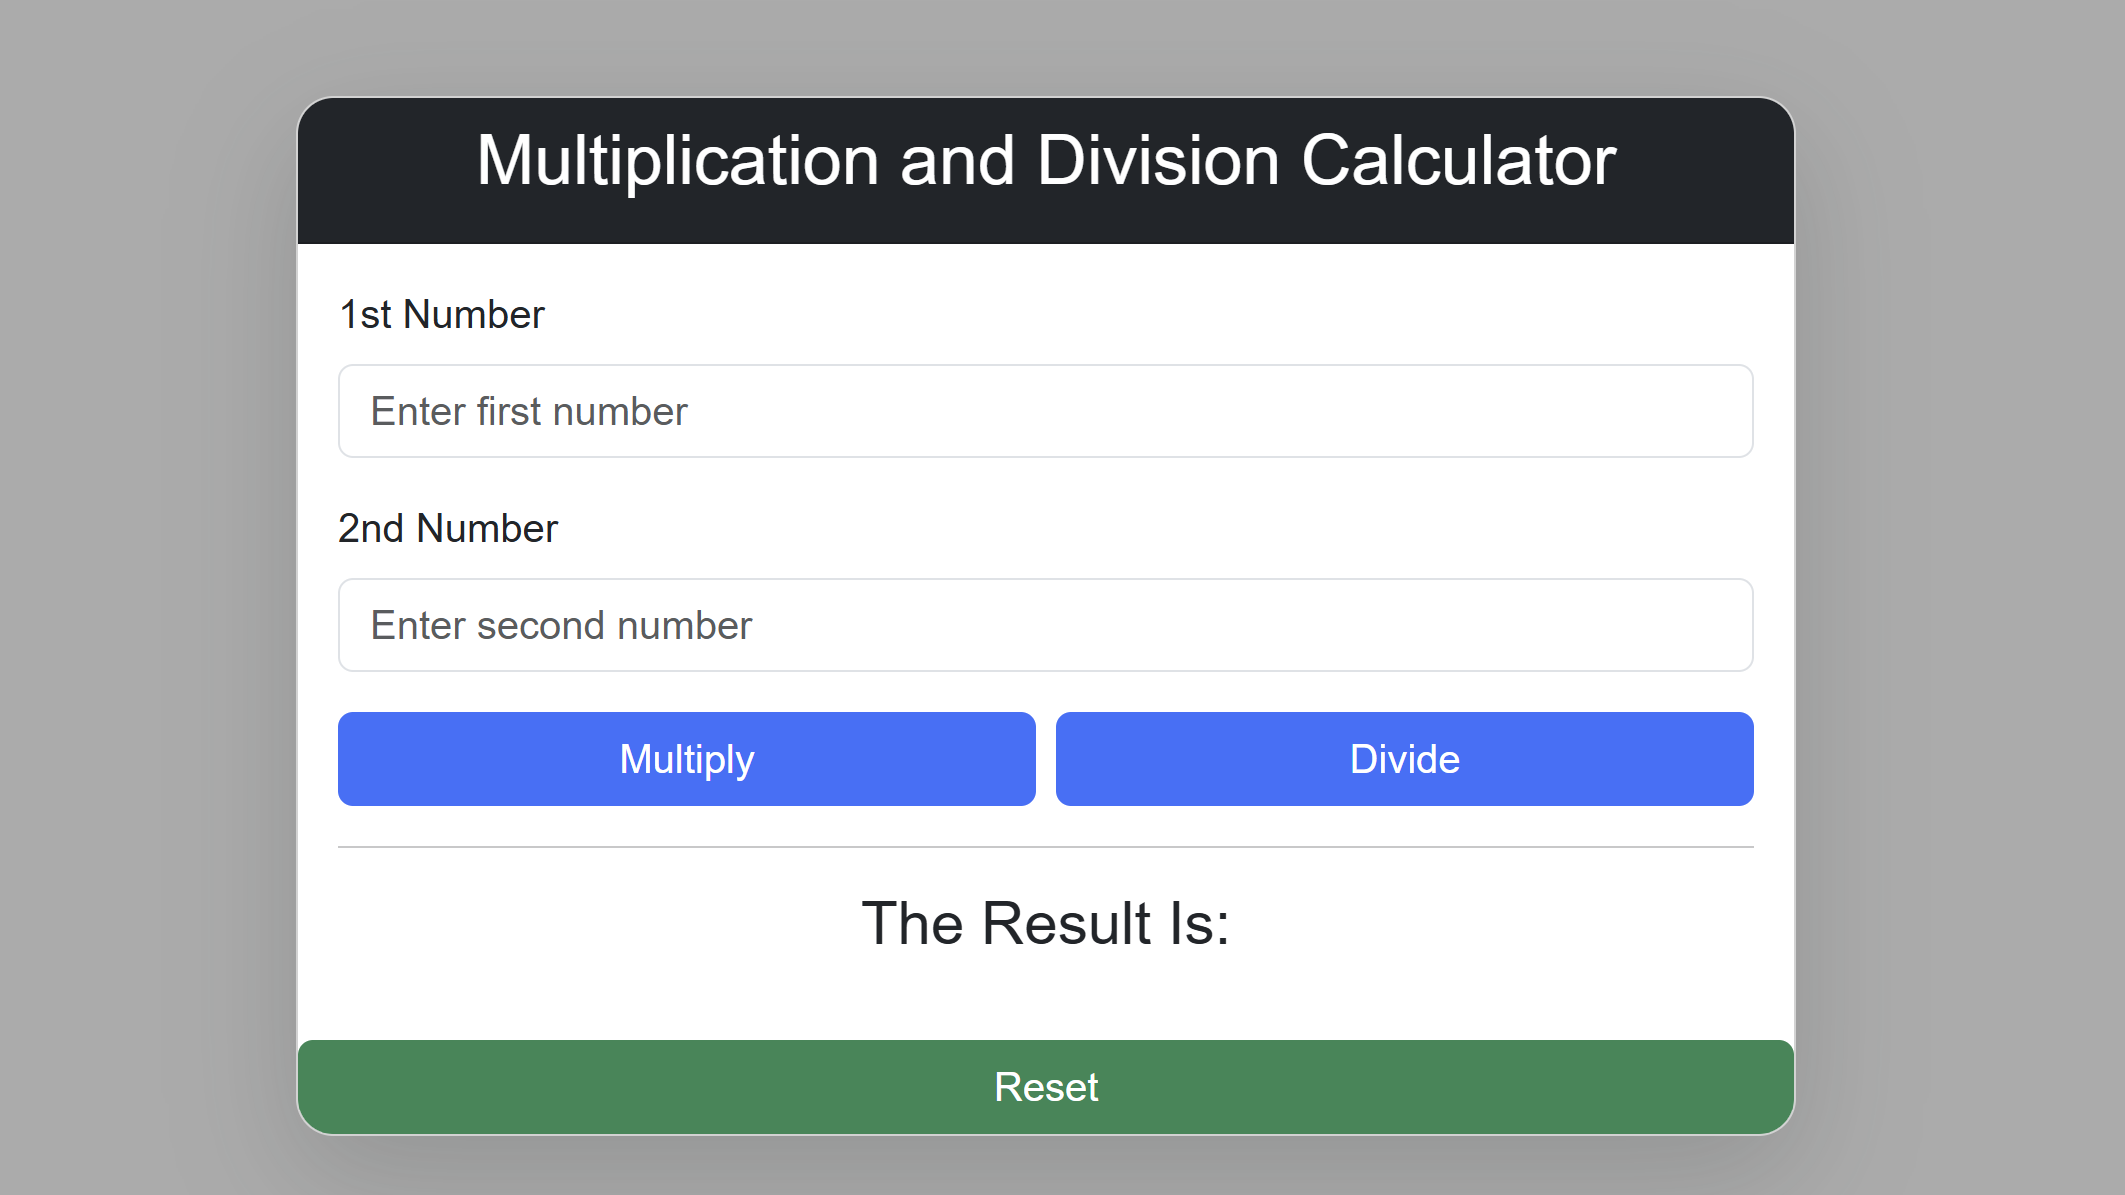 Multiplication and Division Calculator
1st Number
Enter first number
2nd Number
Enter second number
Multiply
Divide
The Result Is:
Reset